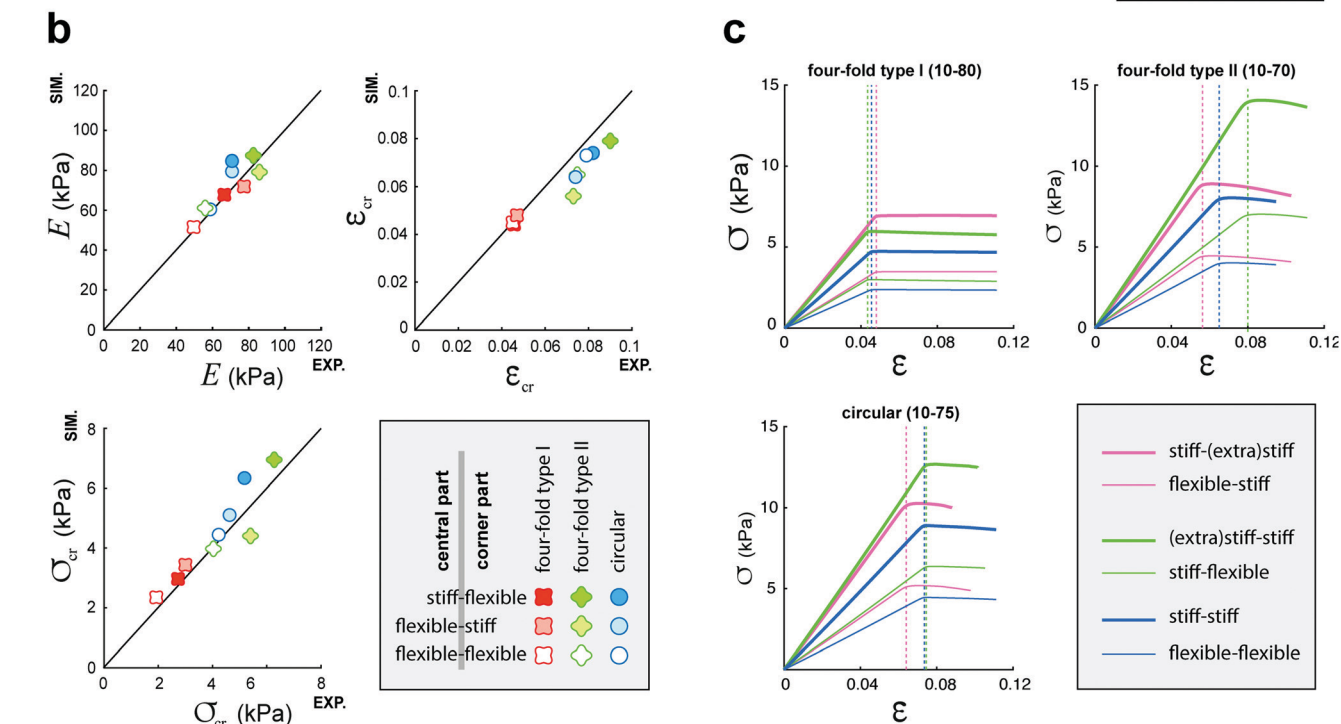 b
SIM.
120
100
80
60
40
20
0
E (kPa)
0 20 40 60 80 100 120
EXP.
E (kPa)
SIM.
0.1
0.08
0.06
0.04
0.02
0
εcr
0 0.02 0.04 0.06 0.08 0.1
EXP.
εcr
SIM.
8
6
4
2
0
σcr (kPa)
0 2 4 6 8
EXP.
σcr (kPa)
central part
corner part
four-fold type I
four-fold type II
circular
stiff-flexible
flexible-stiff
flexible-flexible
c
four-fold type I (10-80)
15
10
5
0
σ (kPa)
0 0.04 0.08 0.12
ε
four-fold type II (10-70)
15
10
5
0
σ (kPa)
0 0.04 0.08 0.12
ε
circular (10-75)
15
10
5
σ (kPa)
0 0.04 0.08 0.12
ε
stiff-(extra)stiff
flexible-stiff
(extra)stiff-stiff
stiff-flexible
stiff-stiff
flexible-flexible